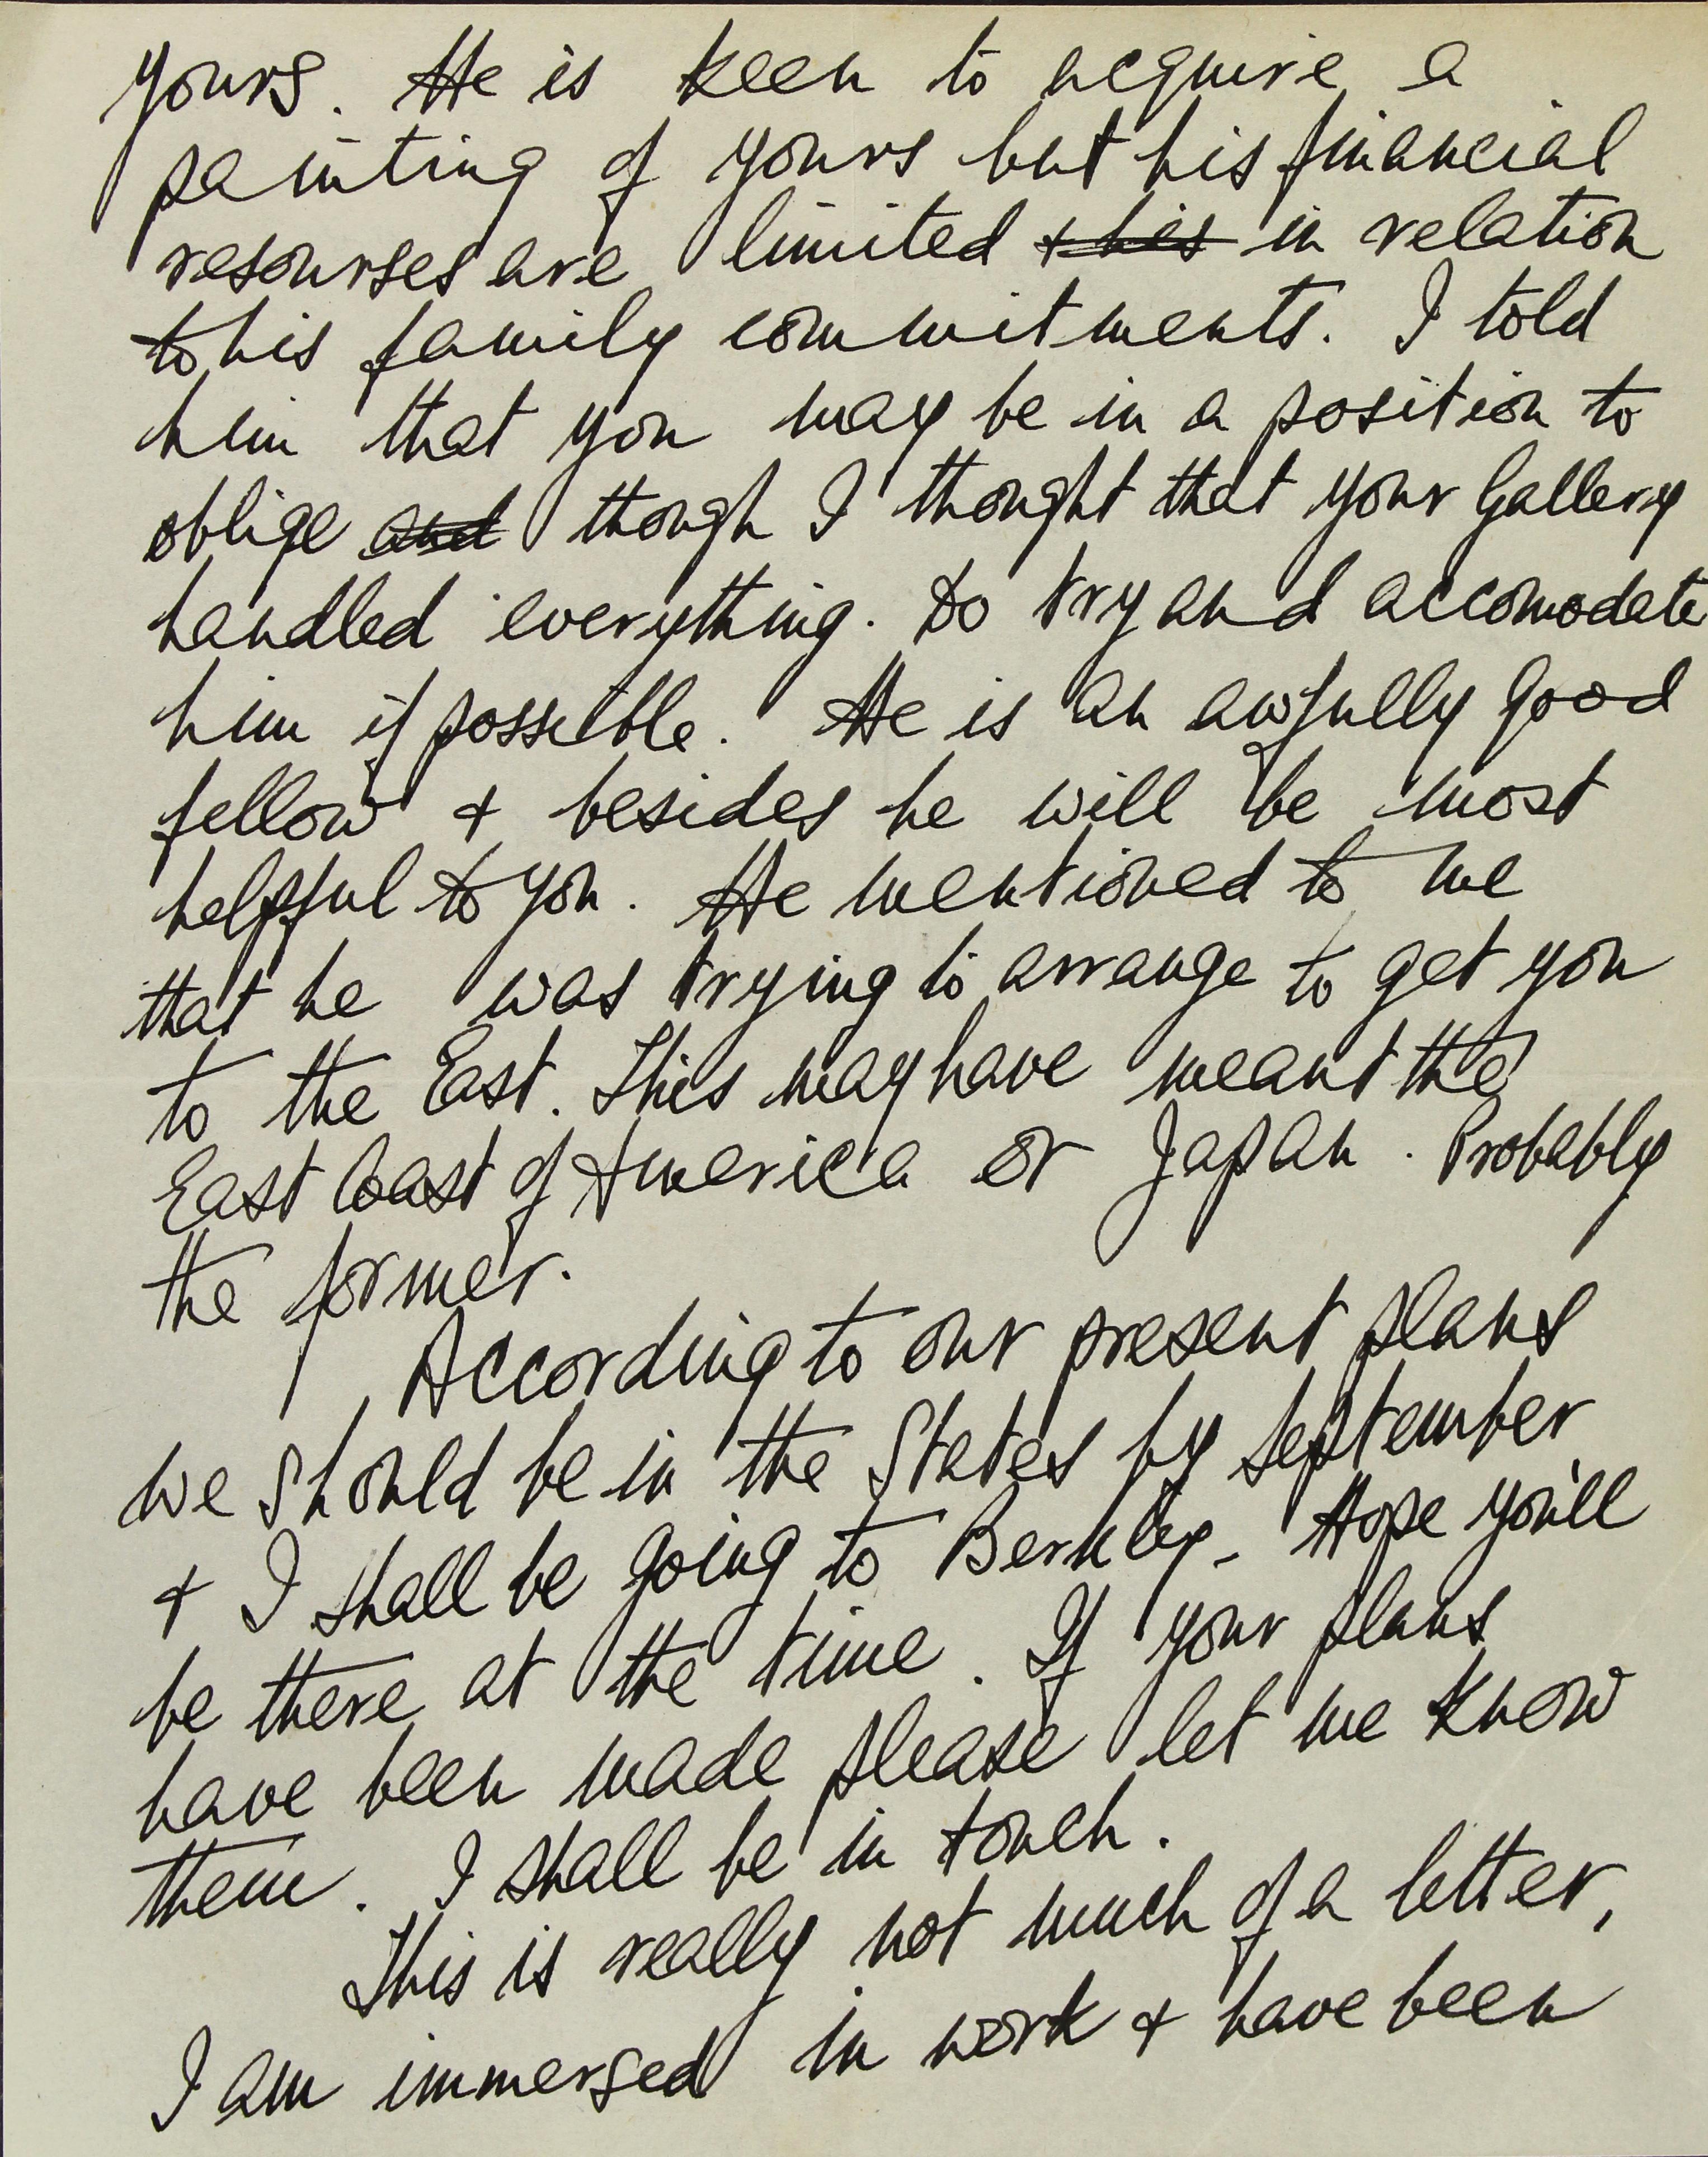 yours. He is keen to acquire a
painting of yours but his financial
resourses are limited + his in relation
to his family commitments. I told
him that you may be in a position to
oblige and though I thought that your Gallery
handled everything. Do try and accomodate
him if possible. He is an awfully good
fellow + besides he will be most
helpful to you. He mentioned to me
that he was trying to arrange to get you
to the East. This may have meant the
East Coast of America or Japan. Probably
the former.
According to our present plans
we should be in the States by September
+ I shall be going to Berkley - Hope you'll
be there at the time. If your plans
have been made please let me know
them. I shall be in touch.
This is really not much of a letter,
I am immersed in work + have been